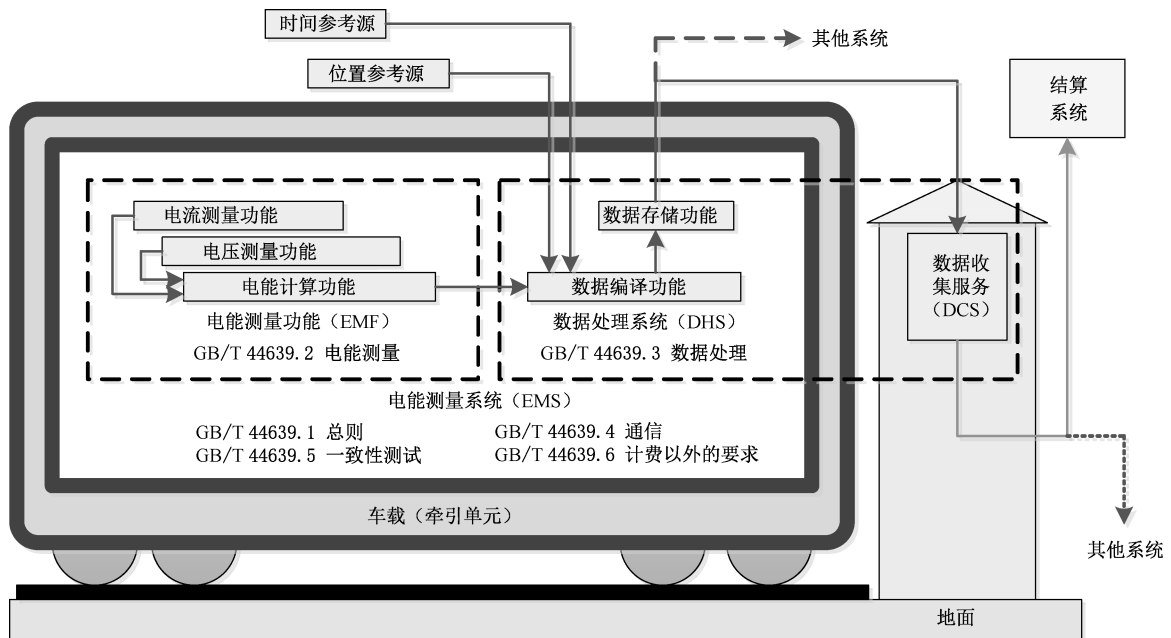 时间参考源
其他系统
位置参考源
结算
系统
电流测量功能
数据存储功能
电压测量功能
数据收
集服务
(DCS)
电能计算功能
数据编译功能
电能测量功能(EMF)
数据处理系统(DHS)
GB/T 44639.2 电能测量
GB/T 44639.3 数据处理
电能测量系统(EMS)
GB/T 44639.1 总则
GB/T 44639.4 通信
GB/T 44639.5 一致性测试
GB/T 44639.6 计费以外的要求
车载(牵引单元)
其他系统
地面